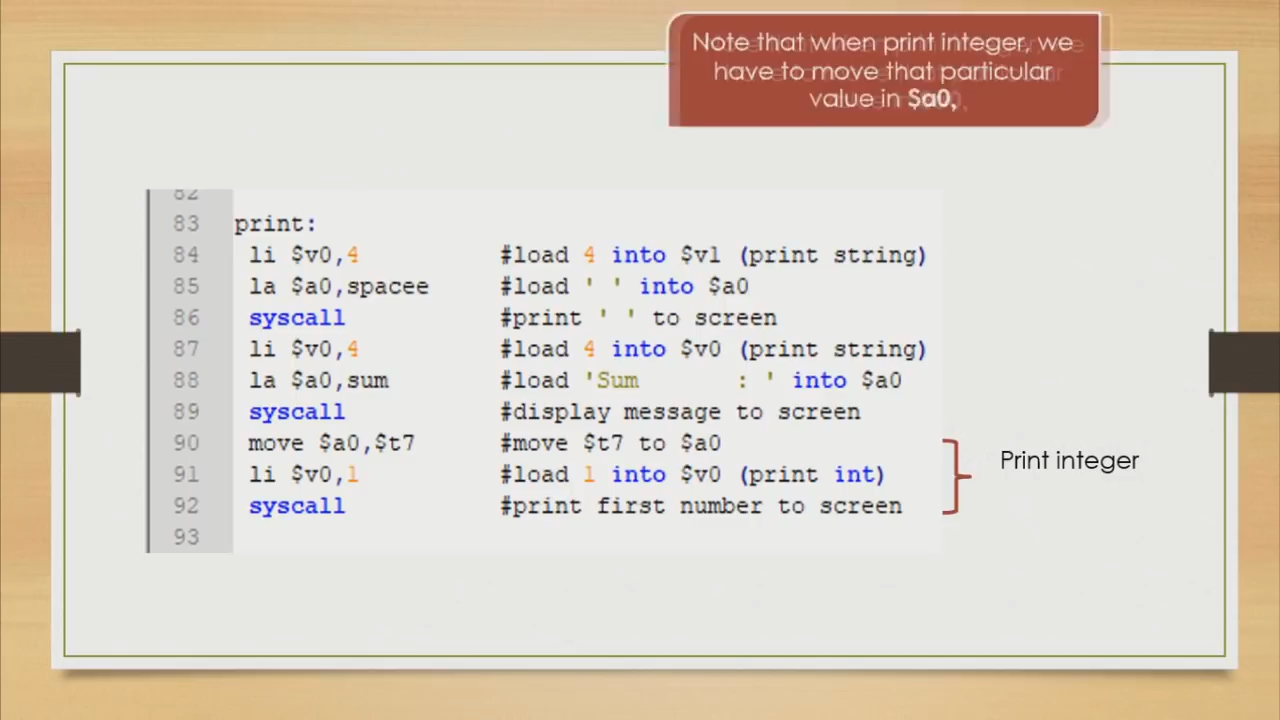 Note that when print integer, we
have to move that particular
value in $a0,
82
83 print:
84 li $v0,4 #load 4 into $v1 (print string)
85 la $a0,spacee #load ' ' into $a0
86 syscall #print ' ' to screen
87 li $v0,4 #load 4 into $v0 (print string)
88 la $a0,sum #load 'Sum : ' into $a0
89 syscall #display message to screen
90 move $a0,$t7 #move $t7 to $a0
91 li $v0,1 #load 1 into $v0 (print int)
92 syscall #print first number to screen
93
Print integer